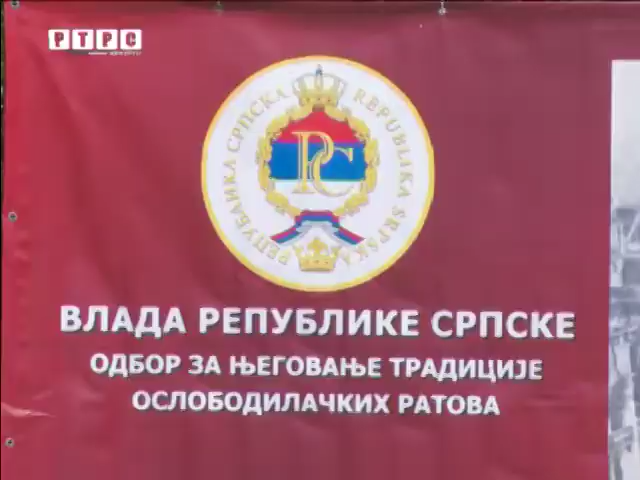 РТРС
РЕПУБЛИКА СРПСКА
REPUBLIKA SRPSKA
РС
ВЛАДА РЕПУБЛИКЕ СРПСКЕ
ОДБОР ЗА ЊЕГОВАЊЕ ТРАДИЦИЈЕ
ОСЛОБОДИЛАЧКИХ РАТОВА